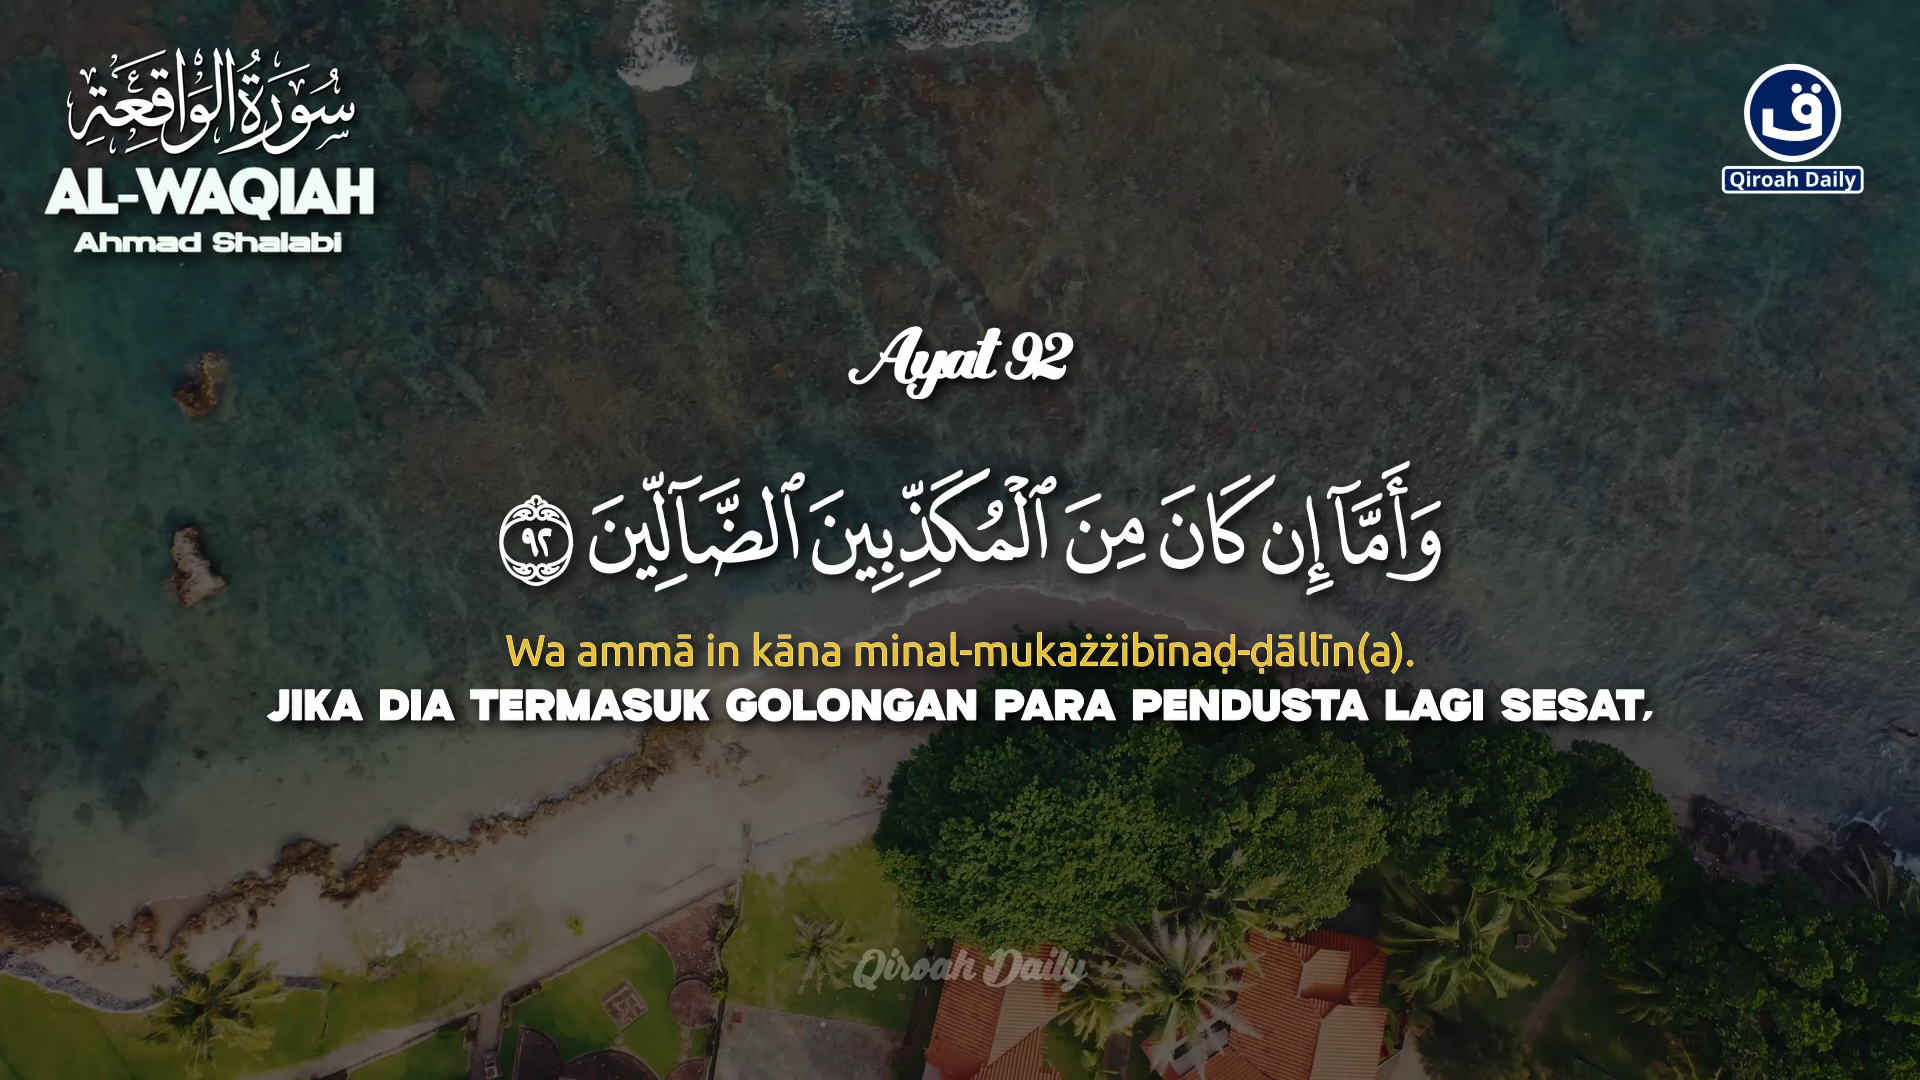 سُورَةُ الْوَاقِعَةِ
AL-WAQIAH
Ahmad Shalabi
ق
Qiroah Daily
Ayat 92
وَأَمَّآ إِن كَانَ مِنَ ٱلْمُكَذِّبِينَ ٱلضَّآلِّينَ ٩٢
Wa ammā in kāna minal-mukażżibīnaḍ-ḍāllīn(a).
JIKA DIA TERMASUK GOLONGAN PARA PENDUSTA LAGI SESAT,
Qiroah Daily